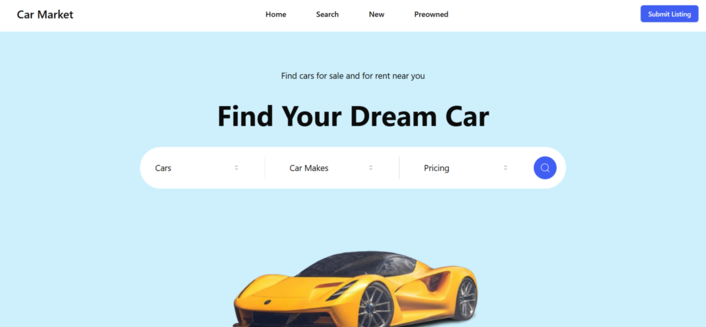 Car Market
Home Search New Preowned
Submit Listing
Find cars for sale and for rent near you
Find Your Dream Car
Cars
Car Makes
Pricing